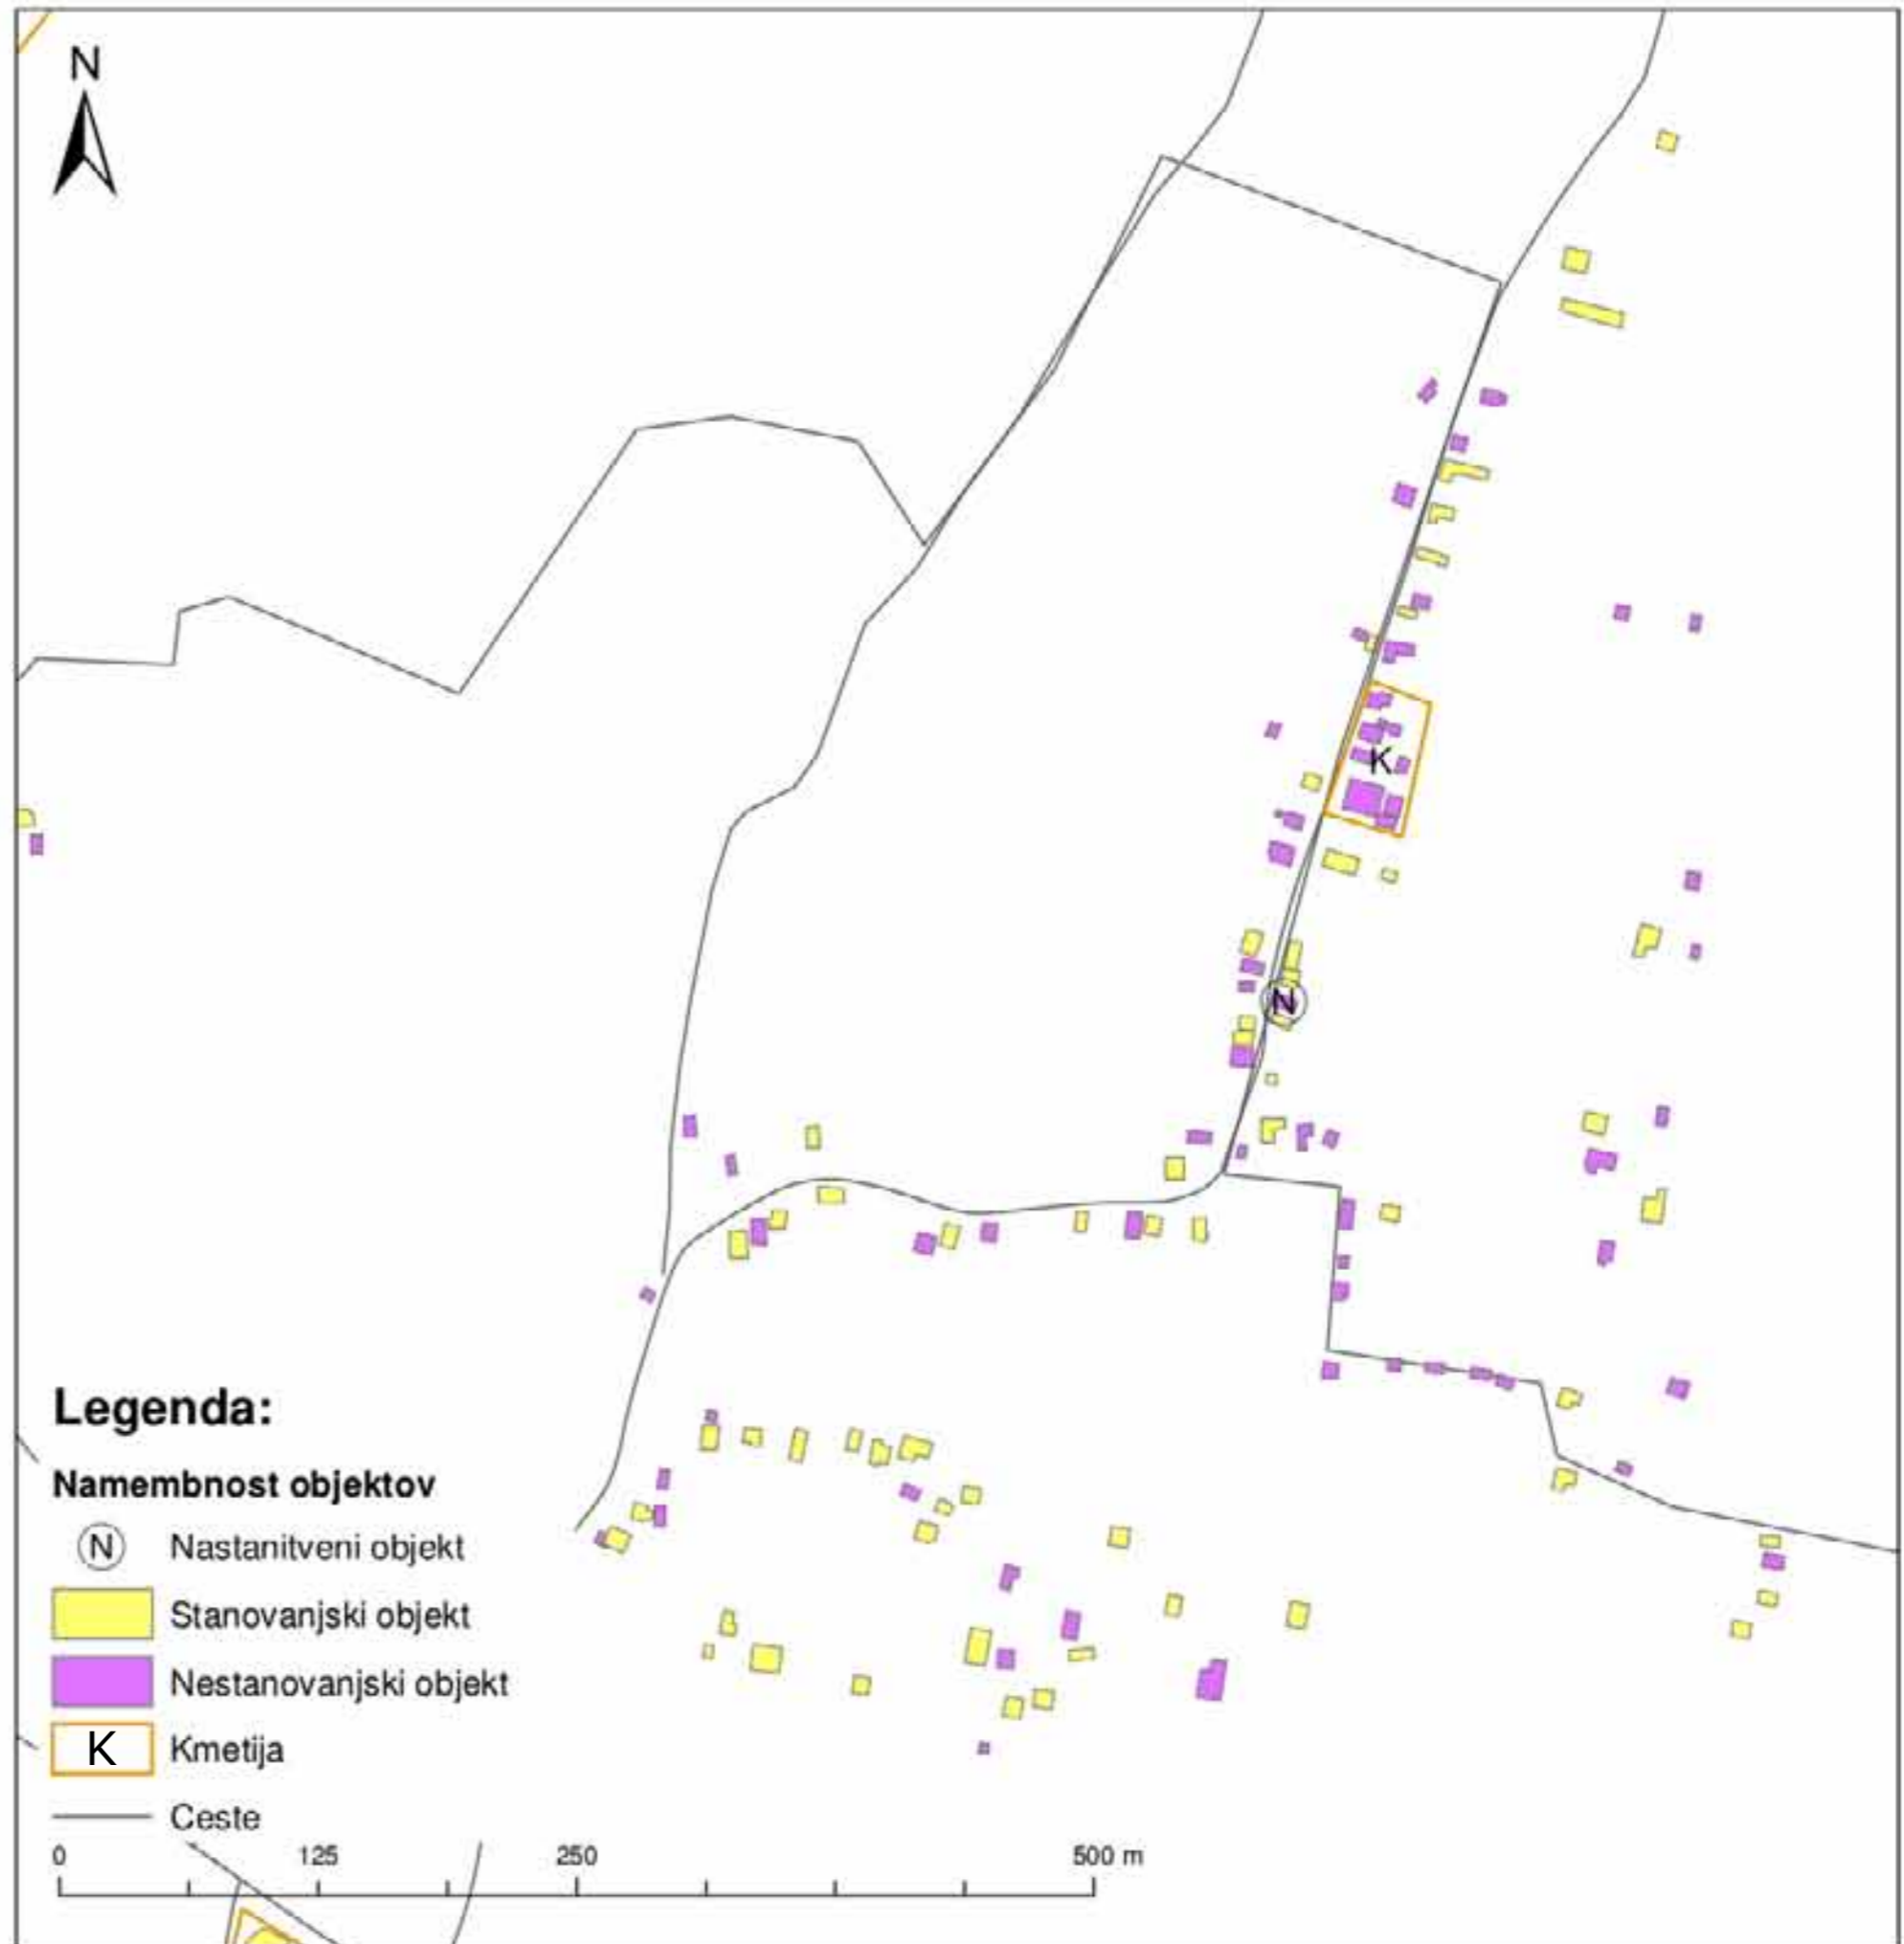 N
K
N
Legenda:
Namembnost objektov
N Nastanitveni objekt
Stanovanjski objekt
Nestanovanjski objekt
K Kmetija
Ceste
0 125 250 500 m